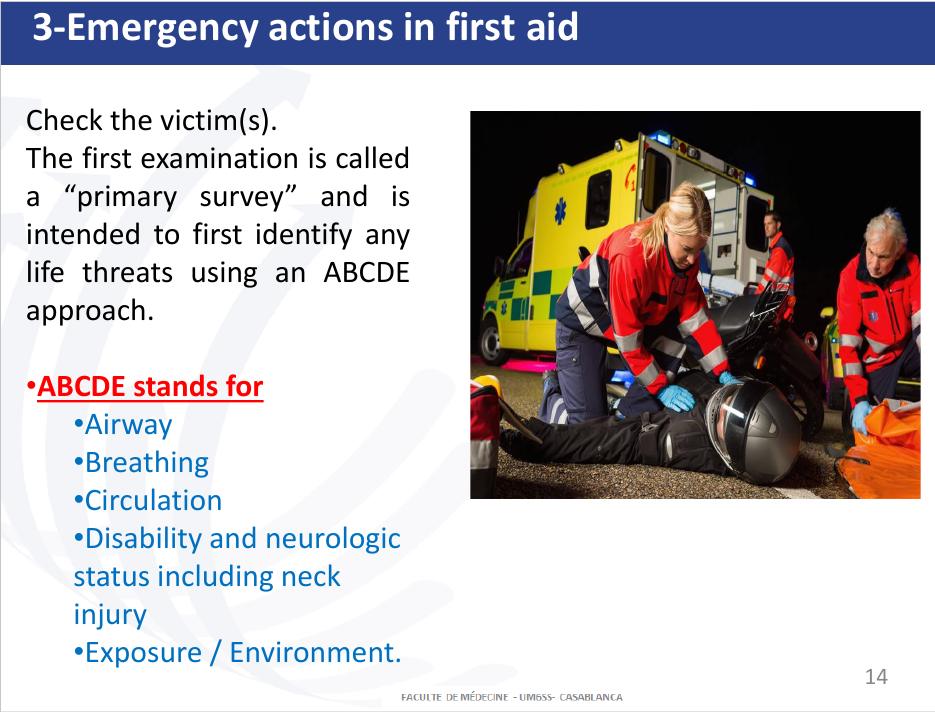 3-Emergency actions in first aid
Check the victim(s).
The first examination is called
a “primary survey” and is
intended to first identify any
life threats using an ABCDE
approach.
•ABCDE stands for
•Airway
•Breathing
•Circulation
•Disability and neurologic
status including neck
injury
•Exposure / Environment.
14
FACULTE DE MÉDECINE - UM6SS- CASABLANCA